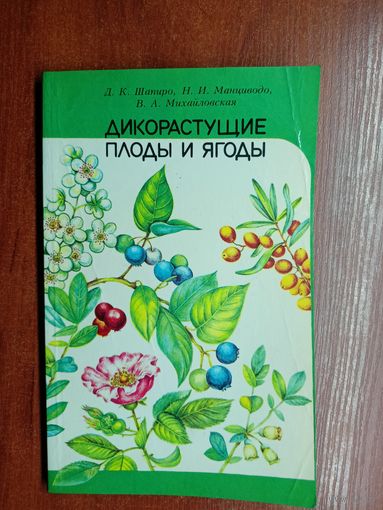 Д. К. Шапиро, Н. И. Манциводо,
В. А. Михайловская
ДИКОРАСТУЩИЕ
ПЛОДЫ И ЯГОДЫ